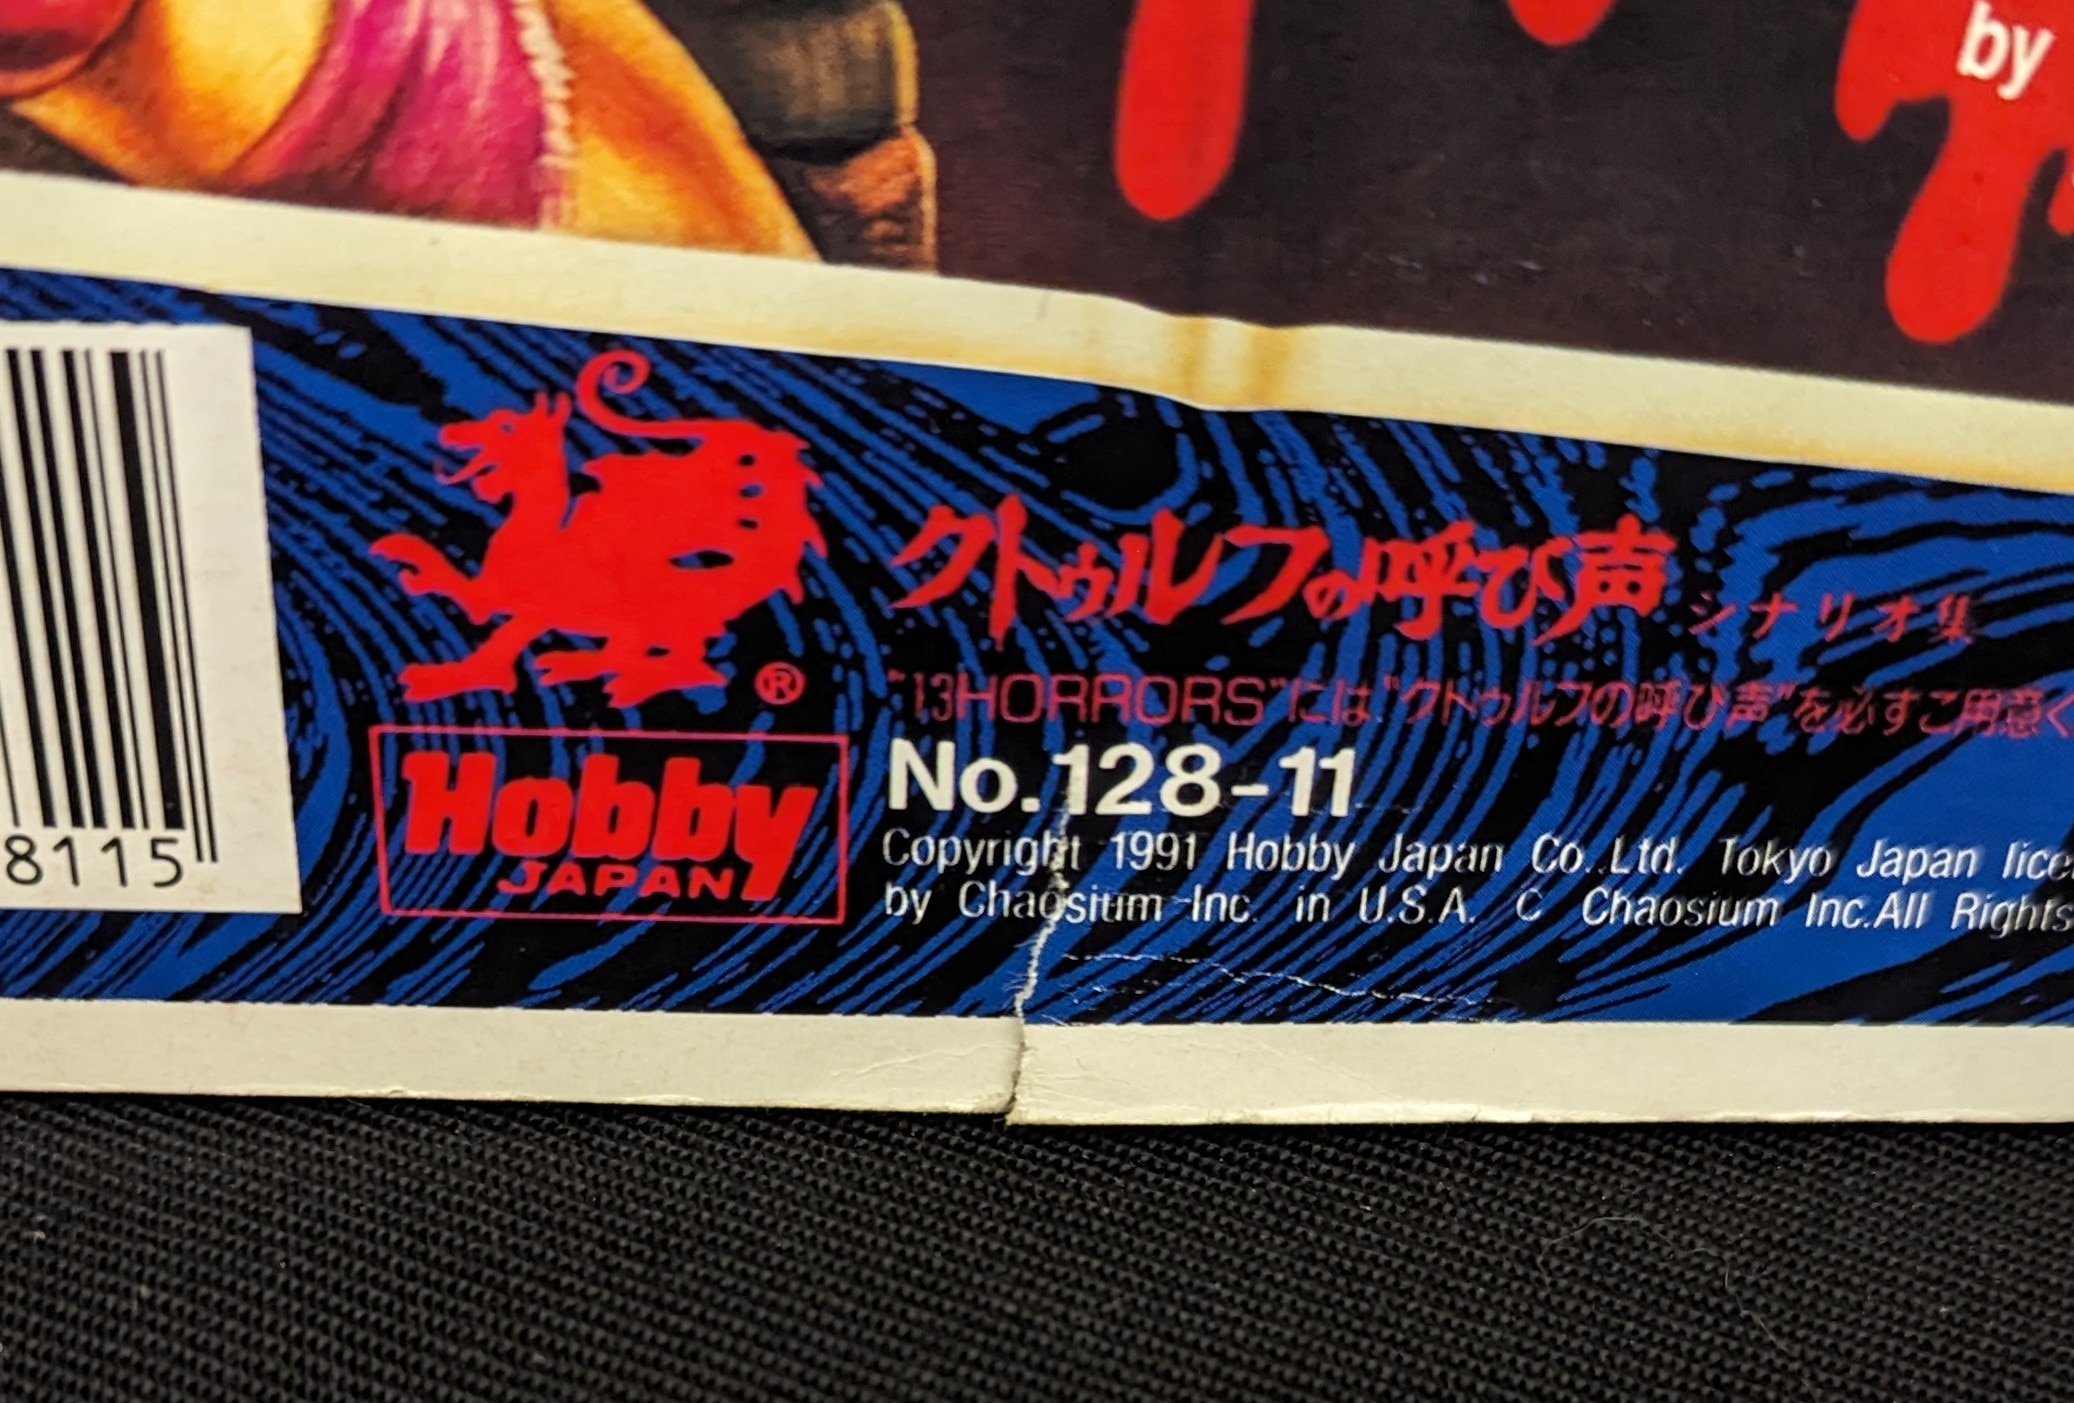 by
クトゥルフの呼び声 シナリオ集
"13HORRORS"には"クトゥルフの呼び声"を必ずご用意く
No.128-11
Copyright 1991 Hobby Japan Co.,Ltd. Tokyo Japan lice
by Chaosium Inc. in U.S.A. C Chaosium Inc.All Rights
®
Hobby
JAPAN
8115